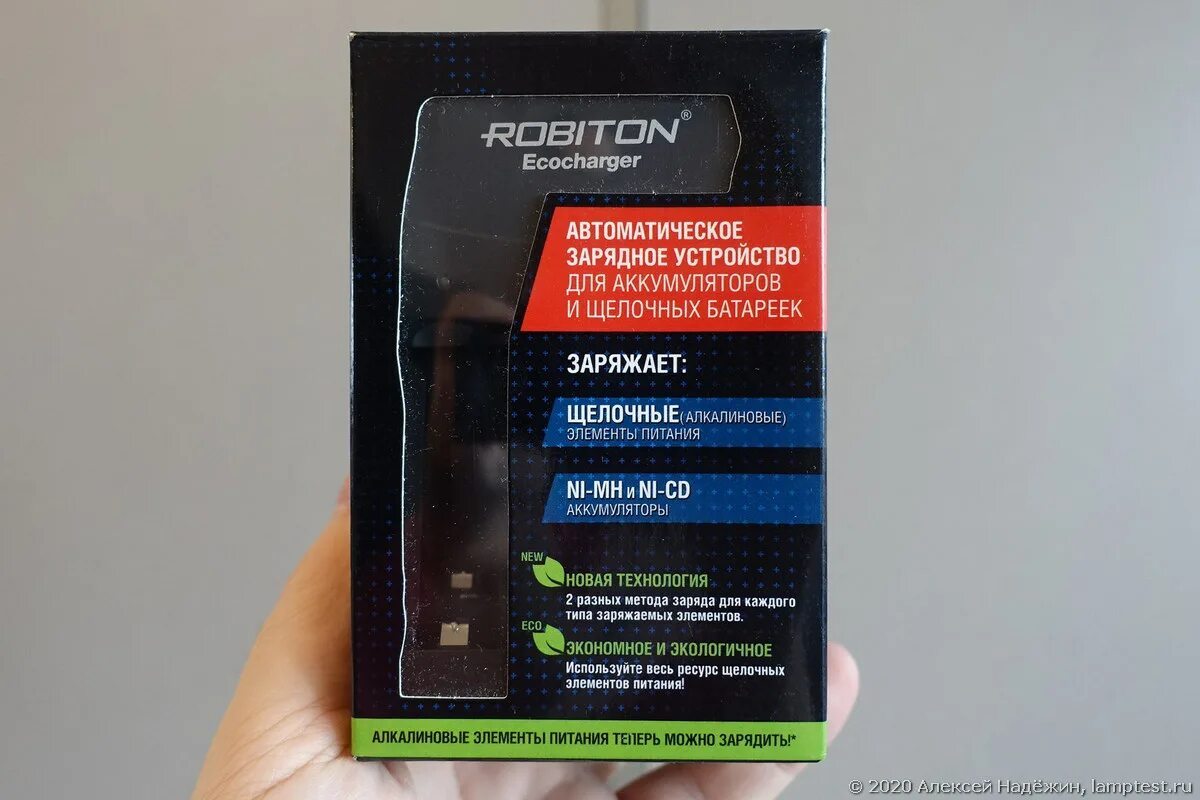 ROBITON®
Ecocharger
АВТОМАТИЧЕСКОЕ
ЗАРЯДНОЕ УСТРОЙСТВО
ДЛЯ АККУМУЛЯТОРОВ
И ЩЕЛОЧНЫХ БАТАРЕЕК
ЗАРЯЖАЕТ:
ЩЕЛОЧНЫЕ (АЛКАЛИНОВЫЕ)
ЭЛЕМЕНТЫ ПИТАНИЯ
NI-MH и NI-CD
АККУМУЛЯТОРЫ
NEW
НОВАЯ ТЕХНОЛОГИЯ
2 разных метода заряда для каждого
типа заряжаемых элементов.
ECO
ЭКОНОМНОЕ И ЭКОЛОГИЧНОЕ
Используйте весь ресурс щелочных
элементов питания!
АЛКАЛИНОВЫЕ ЭЛЕМЕНТЫ ПИТАНИЯ ТЕПЕРЬ МОЖНО ЗАРЯДИТЬ!*
© 2020 Алексей Надёжин, lamptest.ru